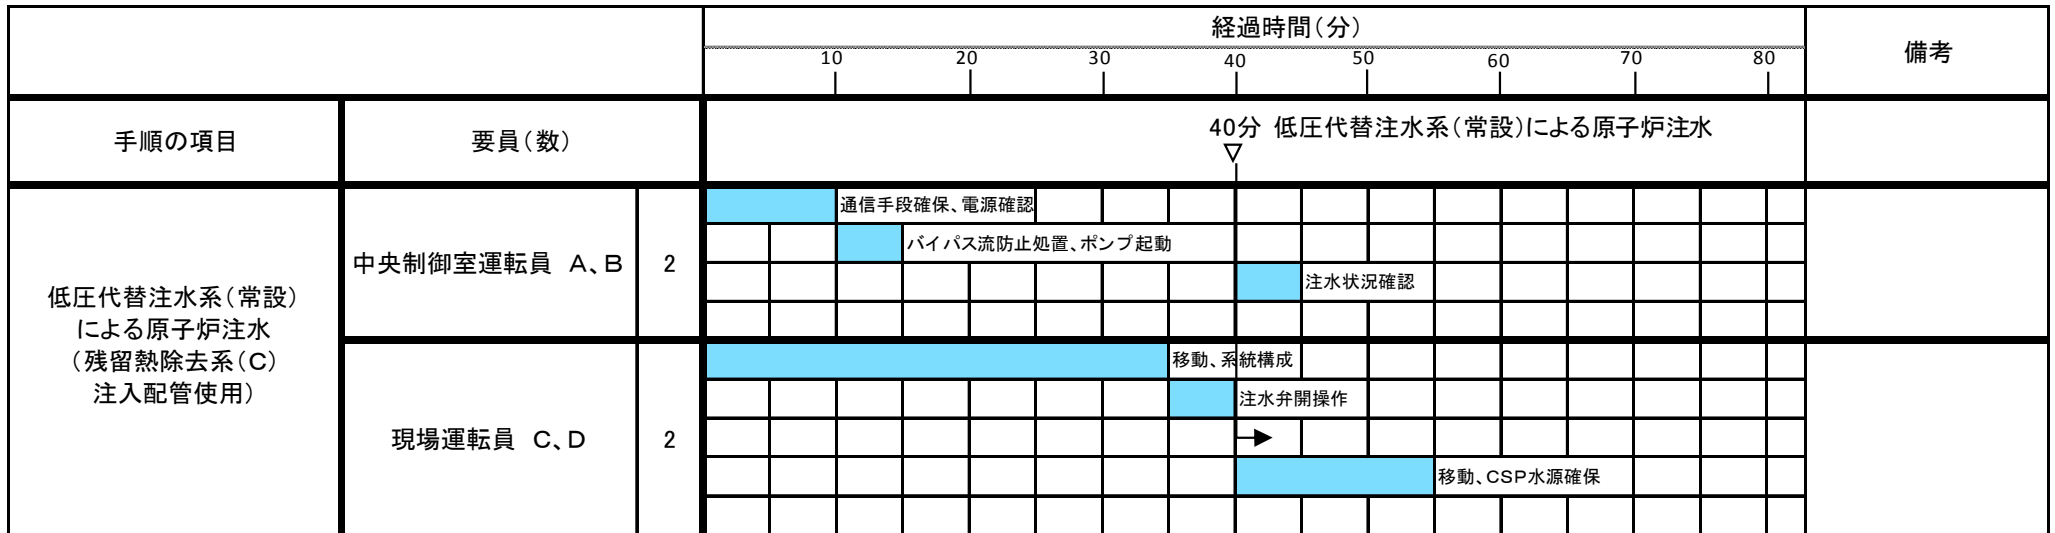 経過時間(分)
備考
10 20 30 40 50 60 70 80
手順の項目
要員(数)
40分 低圧代替注水系(常設)による原子炉注水
低圧代替注水系(常設)
による原子炉注水
(残留熱除去系(C)
注入配管使用)
中央制御室運転員 A、B
2
通信手段確保、電源確認
バイパス流防止処置、ポンプ起動
注水状況確認
現場運転員 C、D
2
移動、系統構成
注水弁開操作
移動、CSP水源確保